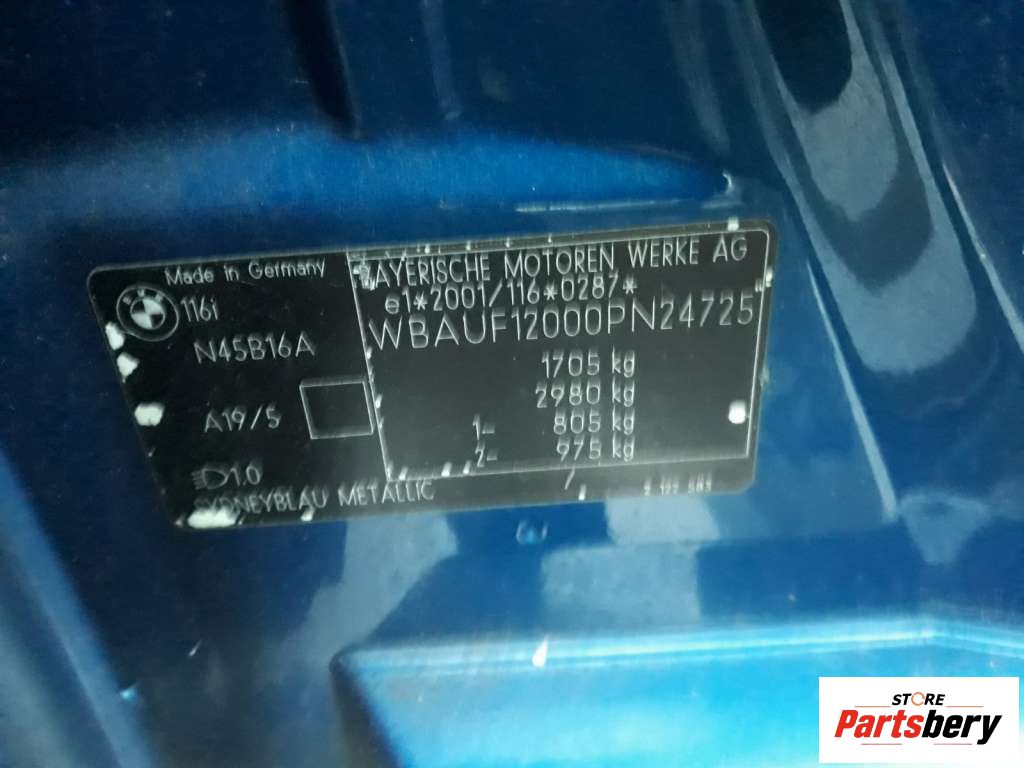 Made in Germany
116i
N45B16A
A19/5
1.0
SYDNEYBLAU METALLIC
BAYERISCHE MOTOREN WERKE AG
e1*2001/116*0287*
WBAUF12000PN24725
1705 kg
2980 kg
1- 805 kg
2- 975 kg
STORE
Partsbery